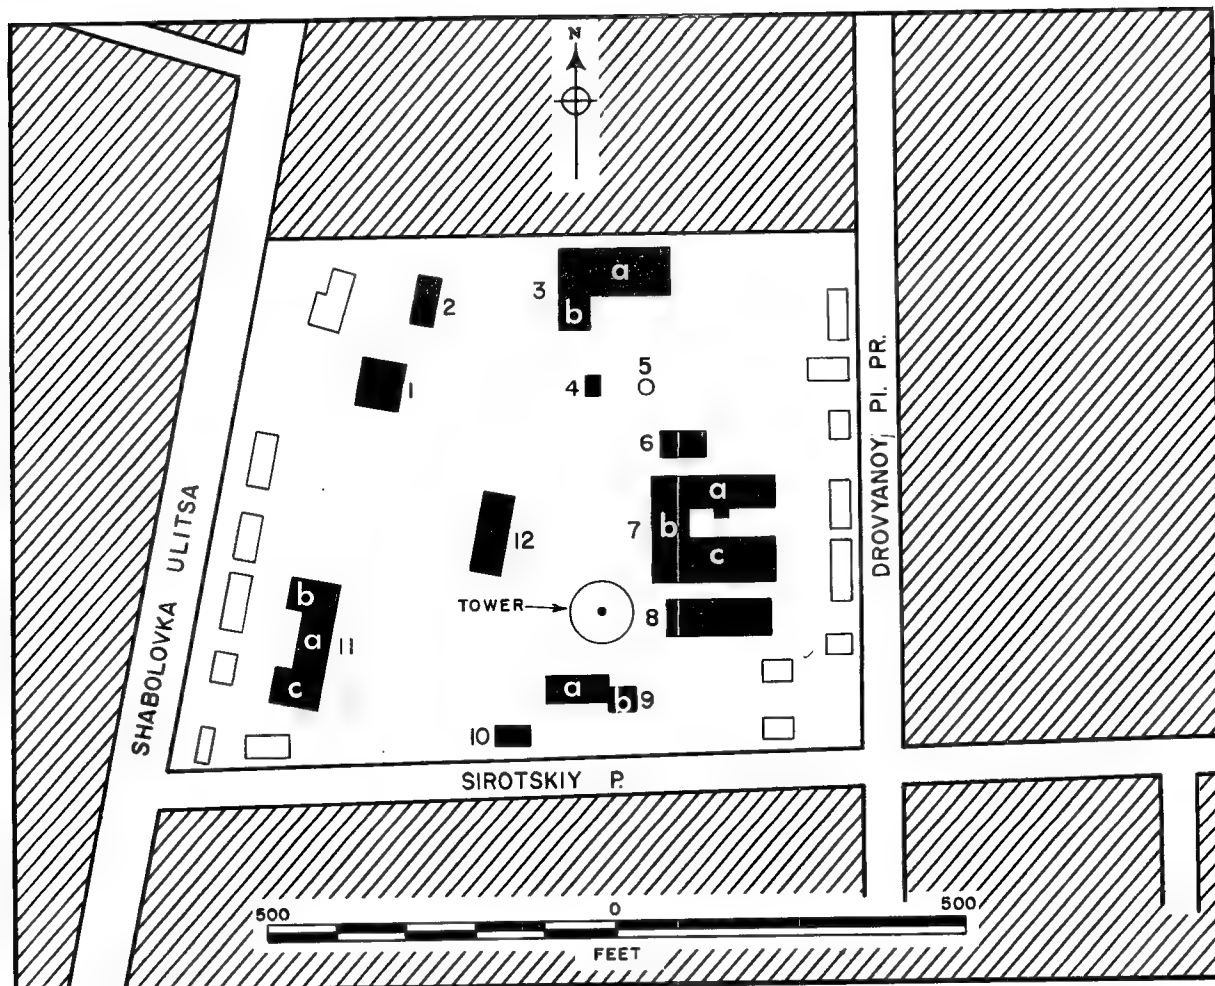 N
a
3
b
2
5
4
1
6
a
7
b
c
12
TOWER
8
b
a
11
c
a
b
9
10
SHABOLOVKA ULITSA
DROVYANOY, PI. PR.
SIROTSKIY P.
500
0
500
FEET